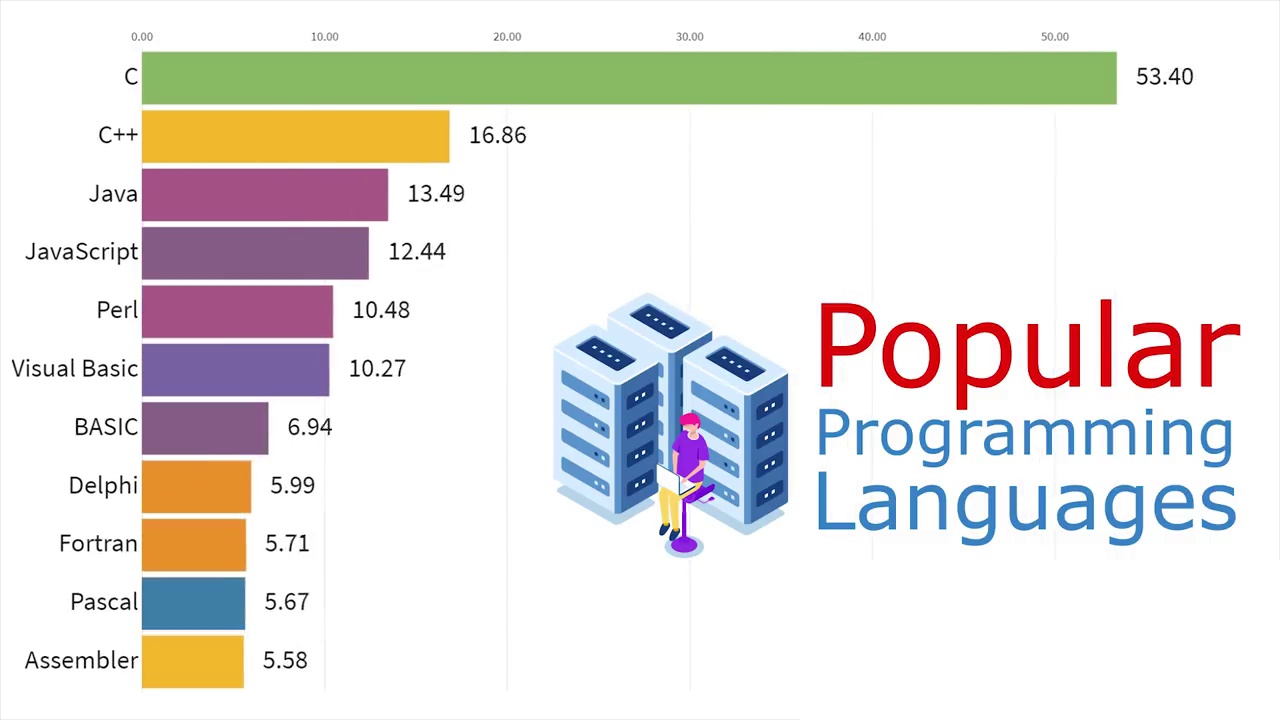 0.00 10.00 20.00 30.00 40.00 50.00
C 53.40
C++ 16.86
Java 13.49
JavaScript 12.44
Perl 10.48
Visual Basic 10.27
BASIC 6.94
Delphi 5.99
Fortran 5.71
Pascal 5.67
Assembler 5.58
Popular
Programming
Languages